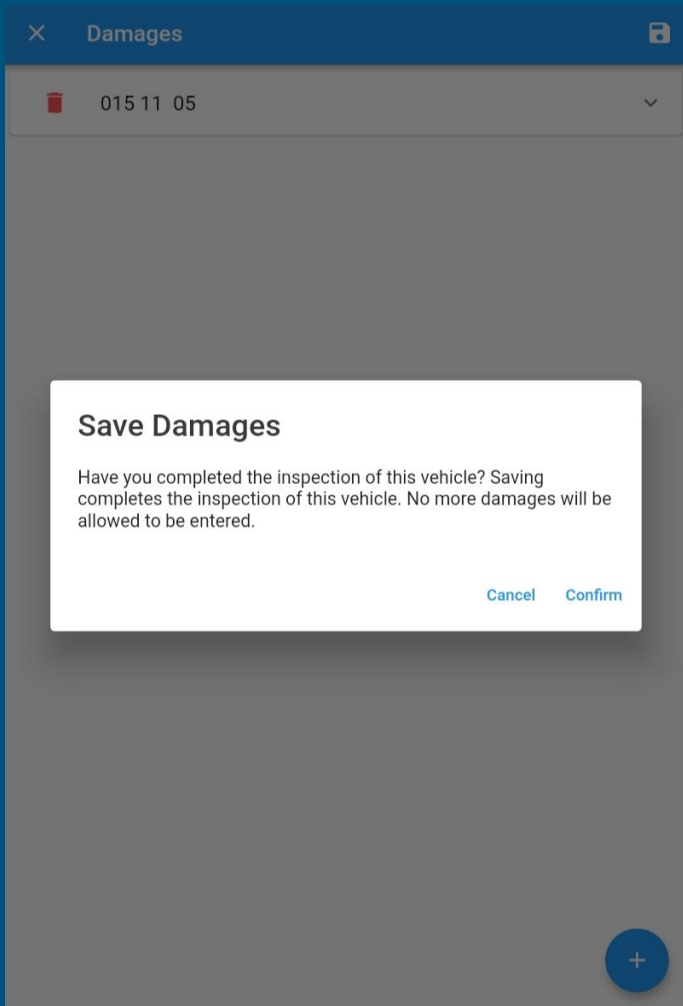 Damages
015 11 05
Save Damages
Have you completed the inspection of this vehicle? Saving
completes the inspection of this vehicle. No more damages will be
allowed to be entered.
Cancel Confirm